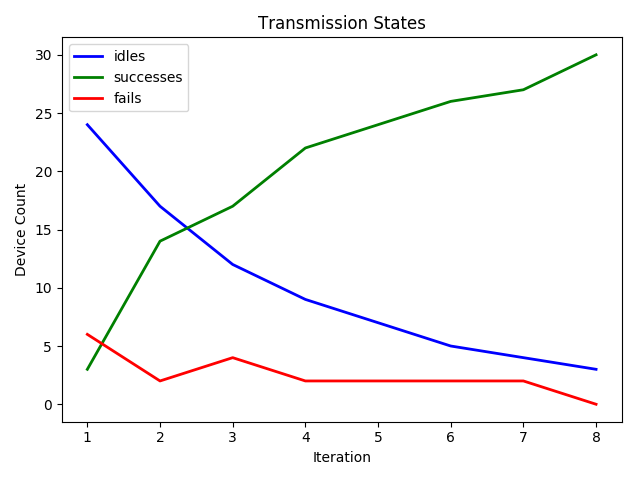 Transmission States
idles
successes
fails
Device Count
30
25
20
15
10
5
0
1 2 3 4 5 6 7 8
Iteration